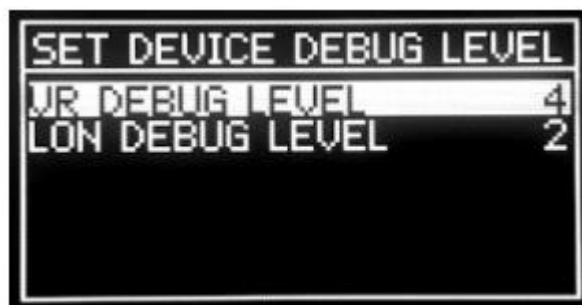 SET DEVICE DEBUG LEVEL
VR DEBUG LEVEL 4
LON DEBUG LEVEL 2